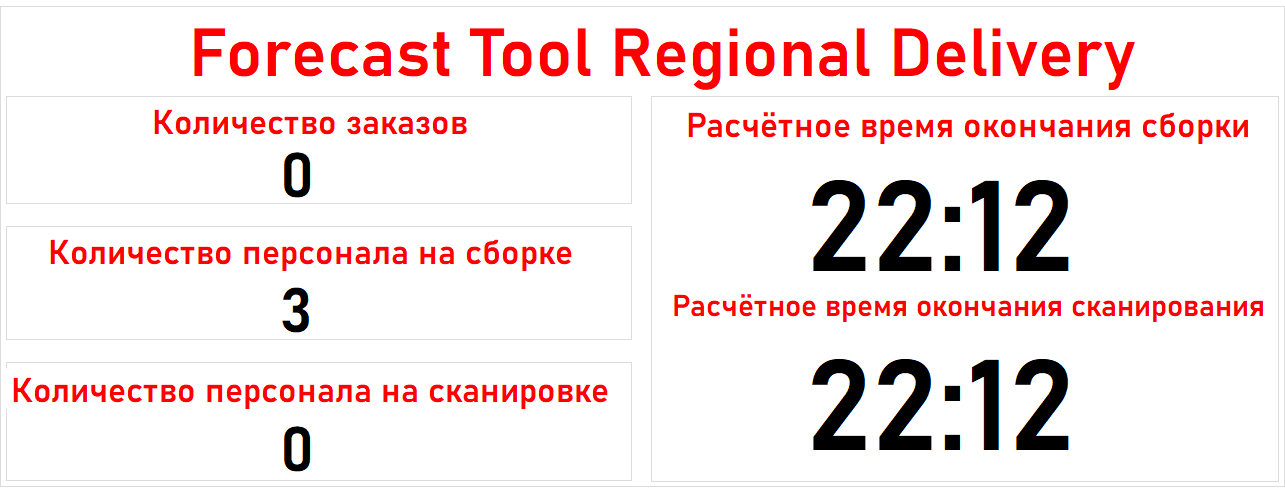 Forecast Tool Regional Delivery
Количество заказов
0
Количество персонала на сборке
3
Количество персонала на сканировке
0
Расчётное время окончания сборки
22:12
Расчётное время окончания сканирования
22:12